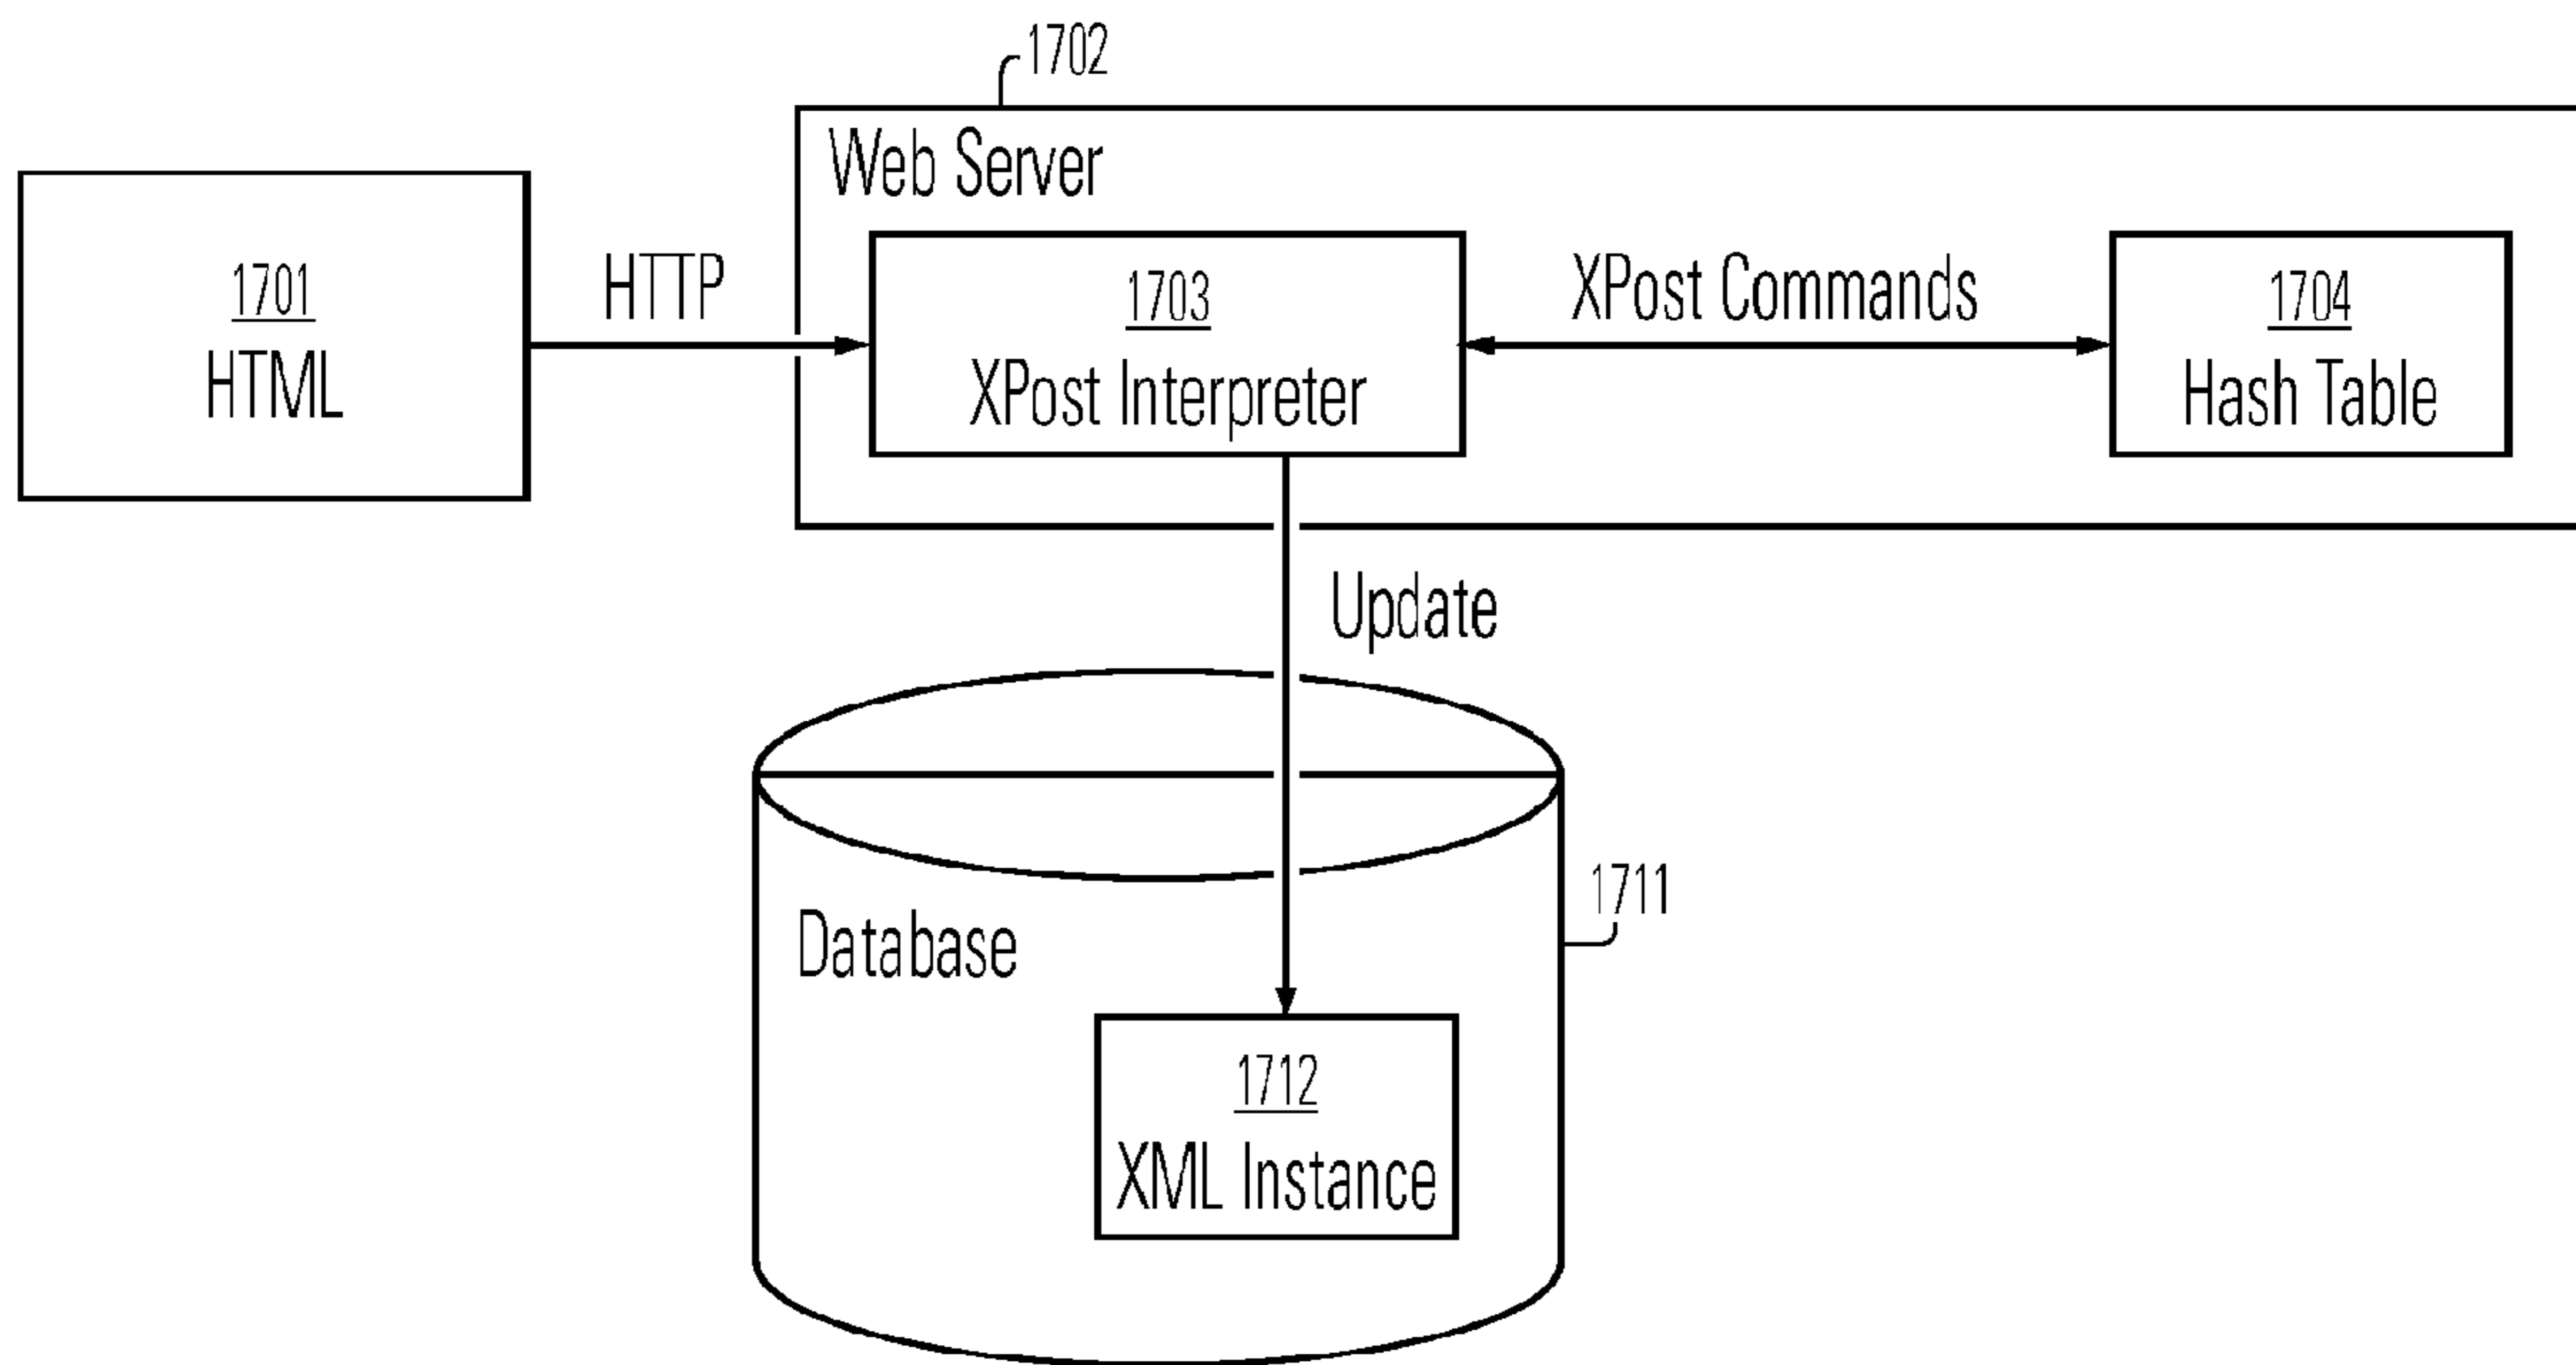 1702
Web Server
1701
HTML
HTTP
1703
XPost Interpreter
XPost Commands
1704
Hash Table
Update
1711
Database
1712
XML Instance